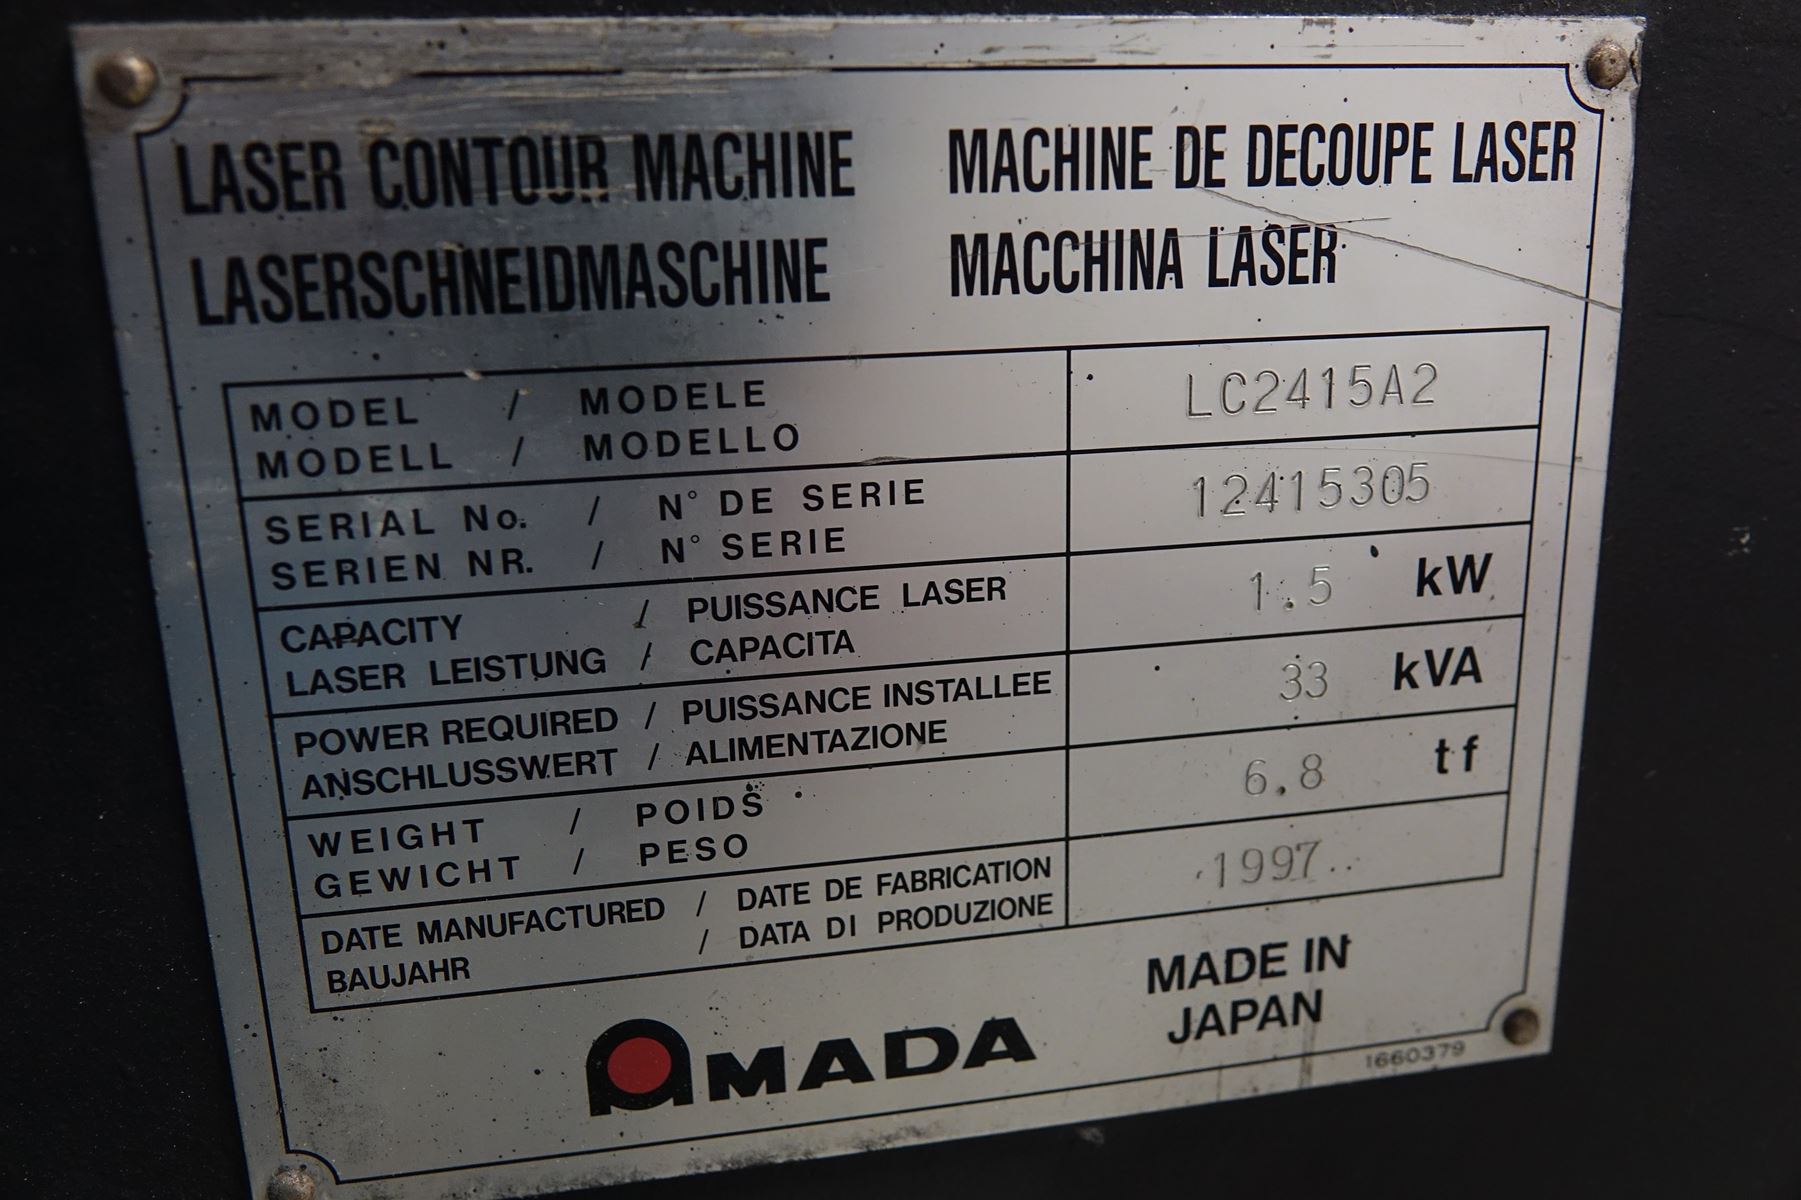 LASER CONTOUR MACHINE MACHINE DE DECOUPE LASER
LASERSCHNEIDMASCHINE MACCHINA LASER
MODEL / MODELE LC2415A2
MODELL / MODELLO
SERIAL No. / N° DE SERIE 12415305
SERIEN NR. / N° SERIE
CAPACITY / PUISSANCE LASER 1.5 kW
LASER LEISTUNG / CAPACITA
POWER REQUIRED / PUISSANCE INSTALLEE 33 kVA
ANSCHLUSSWERT / ALIMENTAZIONE
WEIGHT / POIDS 6.8 tf
GEWICHT / PESO
DATE MANUFACTURED / DATE DE FABRICATION 1997
BAUJAHR / DATA DI PRODUZIONE
AMADA MADE IN
JAPAN
1660379